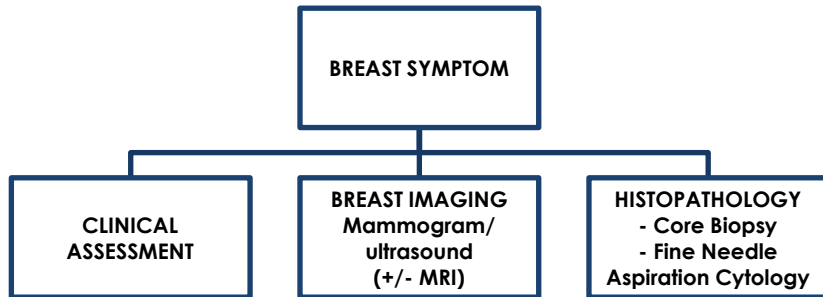 BREAST SYMPTOM
CLINICAL
ASSESSMENT
BREAST IMAGING
Mammogram/
ultrasound
(+/- MRI)
HISTOPATHOLOGY
- Core Biopsy
- Fine Needle
Aspiration Cytology